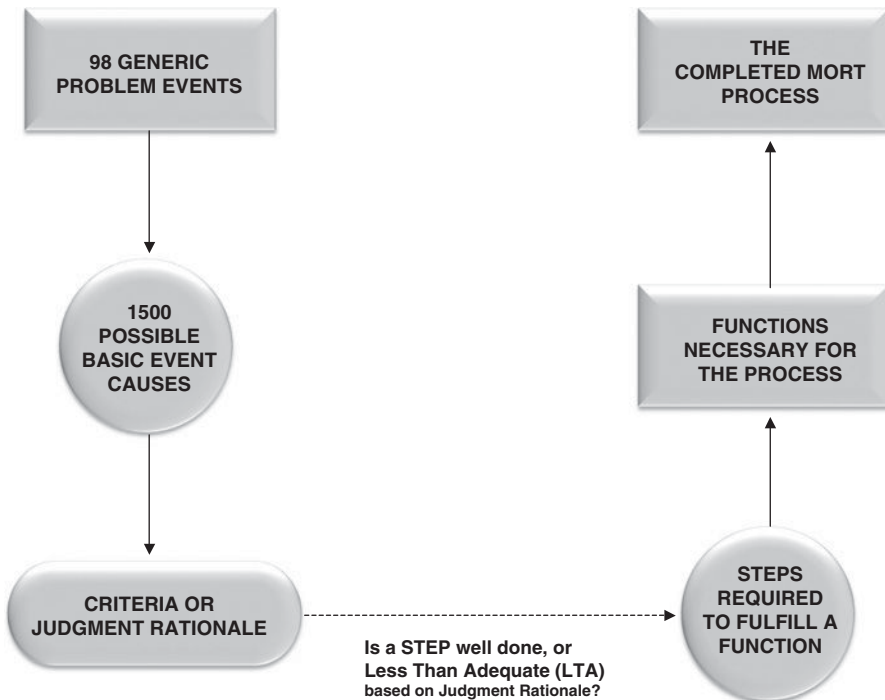 98 GENERIC
PROBLEM EVENTS
1500
POSSIBLE
BASIC EVENT
CAUSES
CRITERIA OR
JUDGMENT RATIONALE
Is a STEP well done, or
Less Than Adequate (LTA)
based on Judgment Rationale?
STEPS
REQUIRED
TO FULFILL A
FUNCTION
FUNCTIONS
NECESSARY FOR
THE PROCESS
THE
COMPLETED MORT
PROCESS